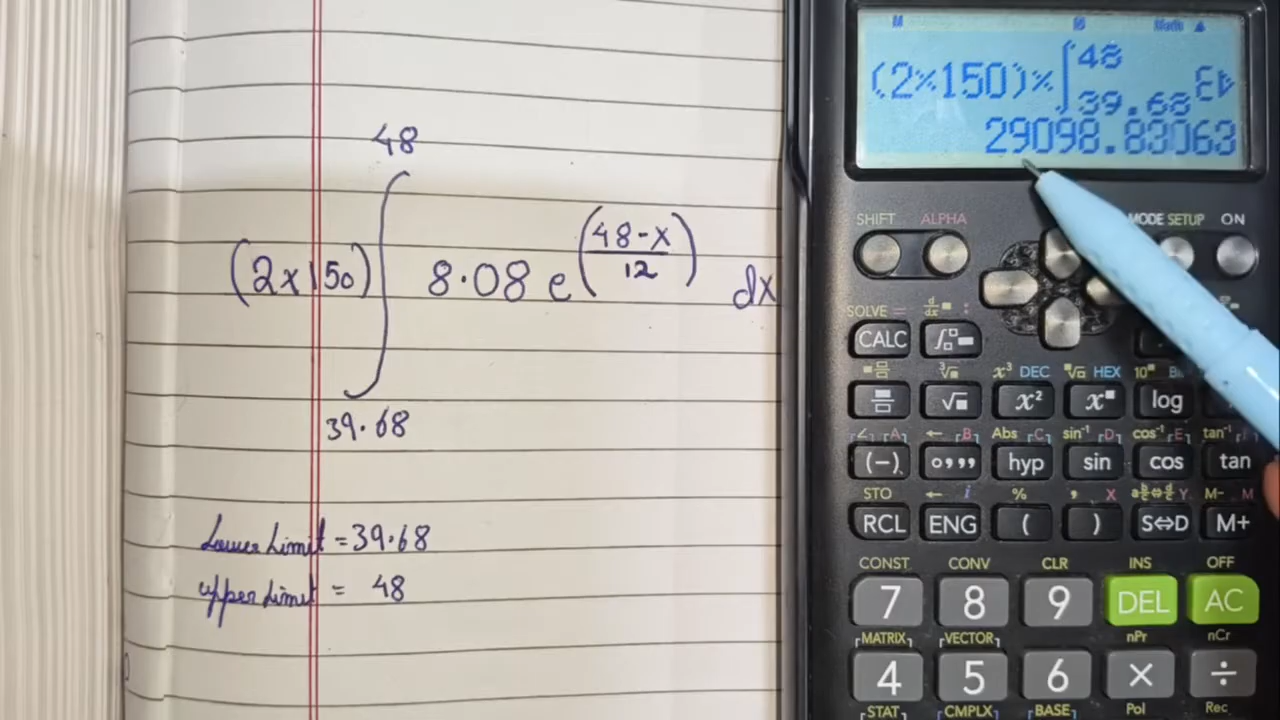 48
(2x150) ∫ 8.08 e^((48-x)/12) dx
39.68
Lower Limit = 39.68
upper Limit = 48
M Math ▲
(2×150)×∫48
39.68
29098.83063
SHIFT ALPHA MODE SETUP ON
SOLVE = d/dx :
CALC ∫
x³ DEC HEX
√ x² x■ log
∠ A ← B Abs C sin⁻¹ D cos⁻¹ E tan⁻¹
(−) °,,, hyp sin cos tan
STO ← i % , X a b/c⇔d/c Y M- M
RCL ENG ( ) S⇔D M+
CONST CONV CLR INS OFF
7 8 9 DEL AC
MATRIX VECTOR nPr nCr
4 5 6 × ÷
STAT CMPLX BASE Pol Rec